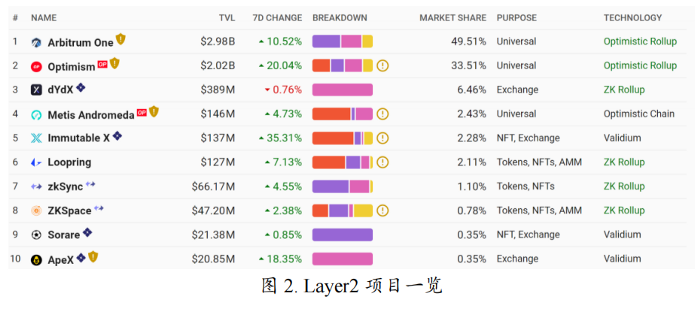 # NAME TVL 7D CHANGE BREAKDOWN MARKET SHARE PURPOSE TECHNOLOGY
1 Arbitrum One $2.98B 10.52% 49.51% Universal Optimistic Rollup
2 Optimism OP $2.02B 20.04% 33.51% Universal Optimistic Rollup
3 dYdX $389M 0.76% 6.46% Exchange ZK Rollup
4 Metis Andromeda OP $146M 4.73% 2.43% Universal Optimistic Chain
5 Immutable X $137M 35.31% 2.28% NFT, Exchange Validium
6 Loopring $127M 7.13% 2.11% Tokens, NFTs, AMM ZK Rollup
7 zkSync $66.17M 4.55% 1.10% Tokens, NFTs ZK Rollup
8 ZKSpace $47.20M 2.38% 0.78% Tokens, NFTs, AMM ZK Rollup
9 Sorare $21.38M 0.85% 0.35% NFT, Exchange Validium
10 ApeX $20.85M 18.35% 0.35% Exchange Validium
图 2. Layer2 项目一览